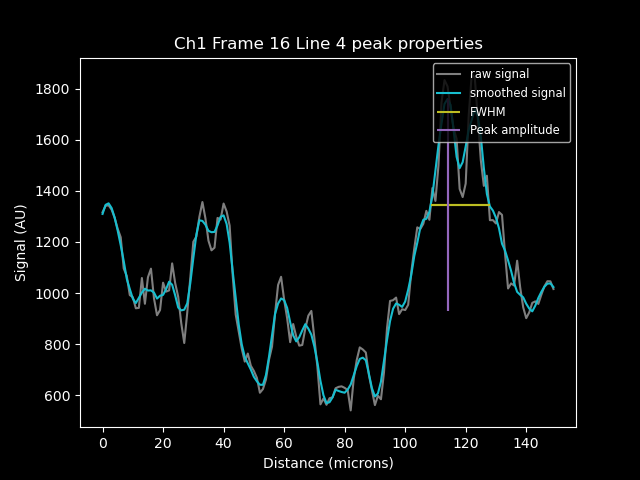 Ch1 Frame 16 Line 4 peak properties
raw signal
smoothed signal
FWHM
Peak amplitude
Signal (AU)
1800
1600
1400
1200
1000
800
600
0 20 40 60 80 100 120 140
Distance (microns)